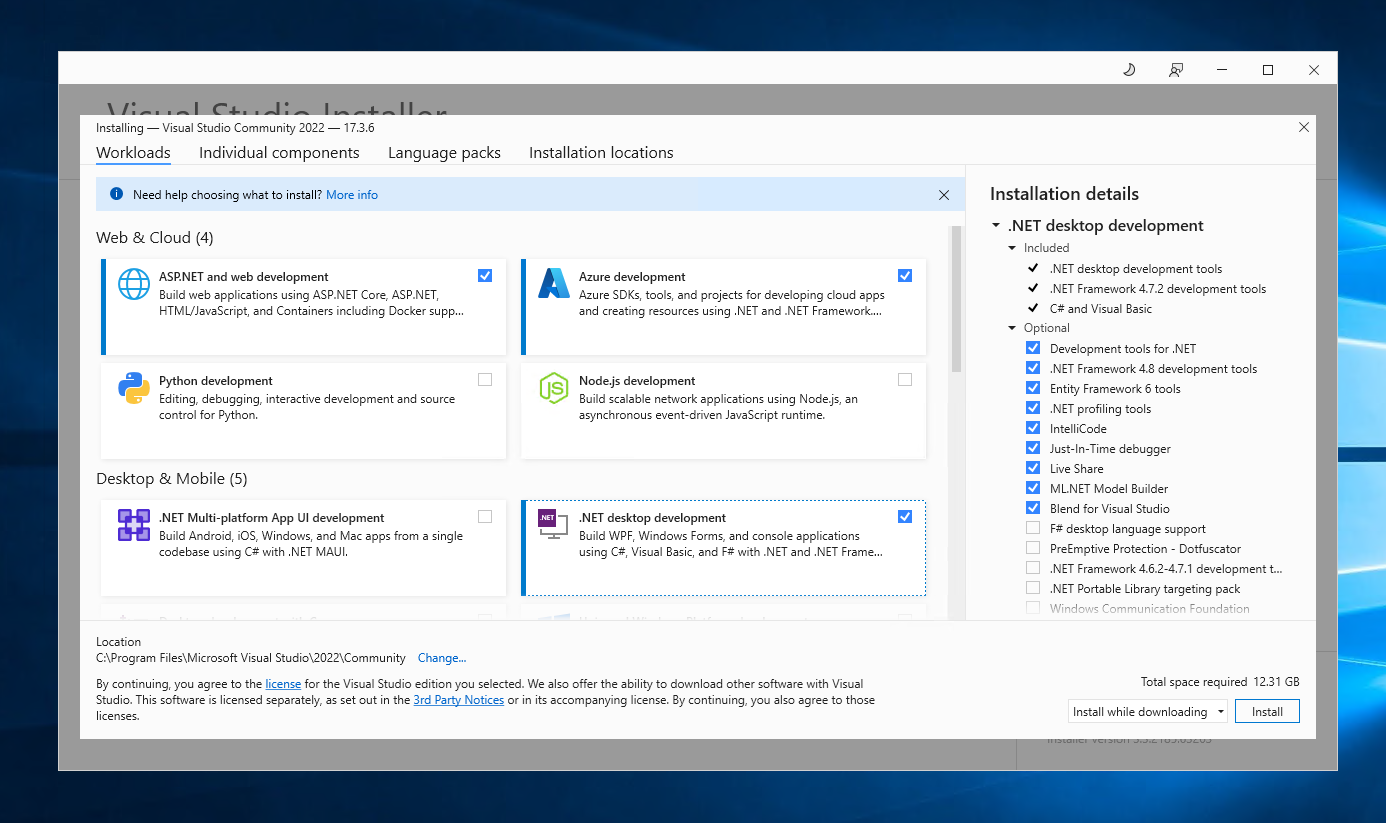 Visual Studio Installer
Installing — Visual Studio Community 2022 — 17.3.6
Workloads
Individual components
Language packs
Installation locations
Need help choosing what to install? More info
Web & Cloud (4)
ASP.NET and web development
Build web applications using ASP.NET Core, ASP.NET,
HTML/JavaScript, and Containers including Docker supp...
Azure development
Azure SDKs, tools, and projects for developing cloud apps
and creating resources using .NET and .NET Framework....
Python development
Editing, debugging, interactive development and source
control for Python.
Node.js development
Build scalable network applications using Node.js, an
asynchronous event-driven JavaScript runtime.
Desktop & Mobile (5)
.NET Multi-platform App UI development
Build Android, iOS, Windows, and Mac apps from a single
codebase using C# with .NET MAUI.
.NET
.NET desktop development
Build WPF, Windows Forms, and console applications
using C#, Visual Basic, and F# with .NET and .NET Frame...
Installation details
.NET desktop development
Included
.NET desktop development tools
.NET Framework 4.7.2 development tools
C# and Visual Basic
Optional
Development tools for .NET
.NET Framework 4.8 development tools
Entity Framework 6 tools
.NET profiling tools
IntelliCode
Just-In-Time debugger
Live Share
ML.NET Model Builder
Blend for Visual Studio
F# desktop language support
PreEmptive Protection - Dotfuscator
.NET Framework 4.6.2-4.7.1 development t...
.NET Portable Library targeting pack
Windows Communication Foundation
Location
C:\Program Files\Microsoft Visual Studio\2022\Community Change...
By continuing, you agree to the license for the Visual Studio edition you selected. We also offer the ability to download other software with Visual
Studio. This software is licensed separately, as set out in the 3rd Party Notices or in its accompanying license. By continuing, you also agree to those
licenses.
Total space required 12.31 GB
Install while downloading
Install